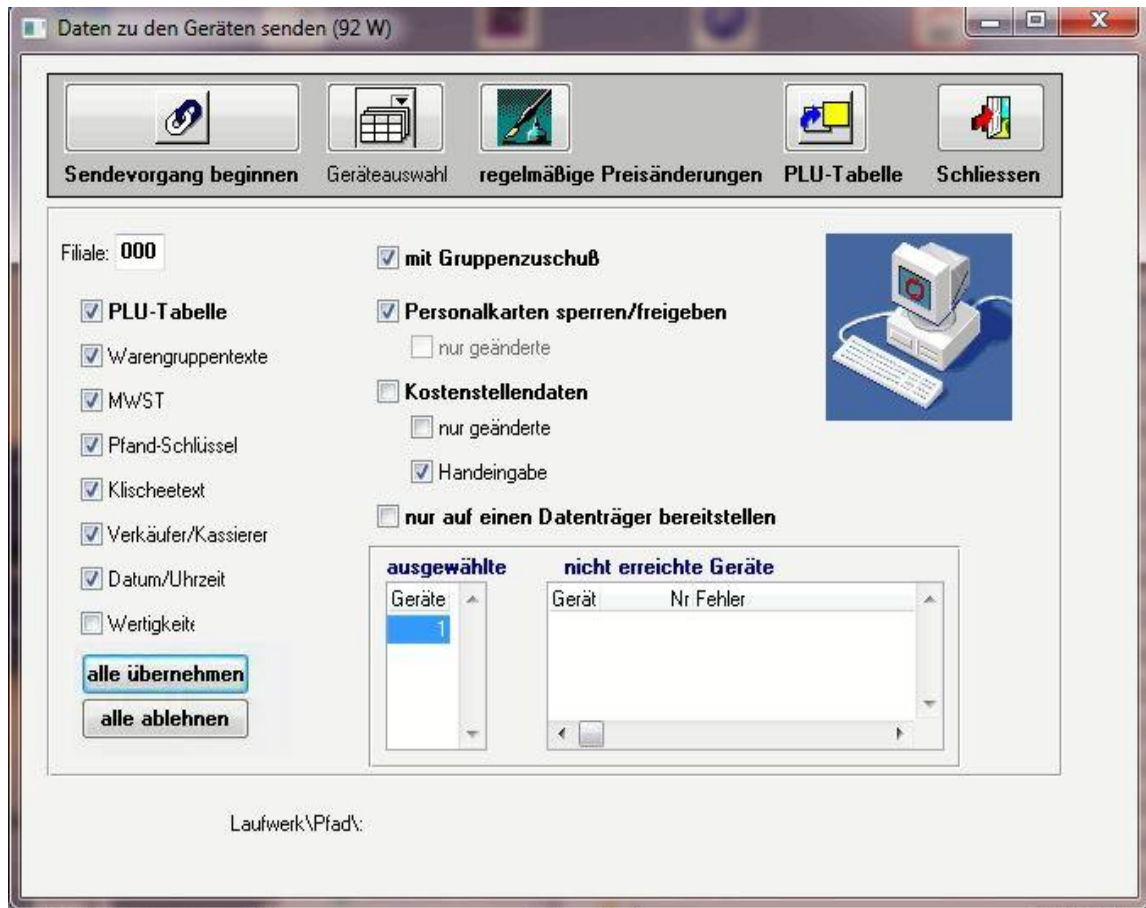 Daten zu den Geräten senden (92 W)
Sendevorgang beginnen Geräteauswahl regelmäßige Preisänderungen PLU-Tabelle Schliessen
Filiale: 000
PLU-Tabelle
Warengruppentexte
MWST
Pfand-Schlüssel
Klischeetext
Verkäufer/Kassierer
Datum/Uhrzeit
Wertigkeite
alle übernehmen
alle ablehnen
mit Gruppenzuschuß
Personalkarten sperren/freigeben
nur geänderte
Kostenstellendaten
nur geänderte
Handeingabe
nur auf einen Datenträger bereitstellen
ausgewählte
Geräte
1
nicht erreichte Geräte
Gerät Nr Fehler
Laufwerk\Pfad\: